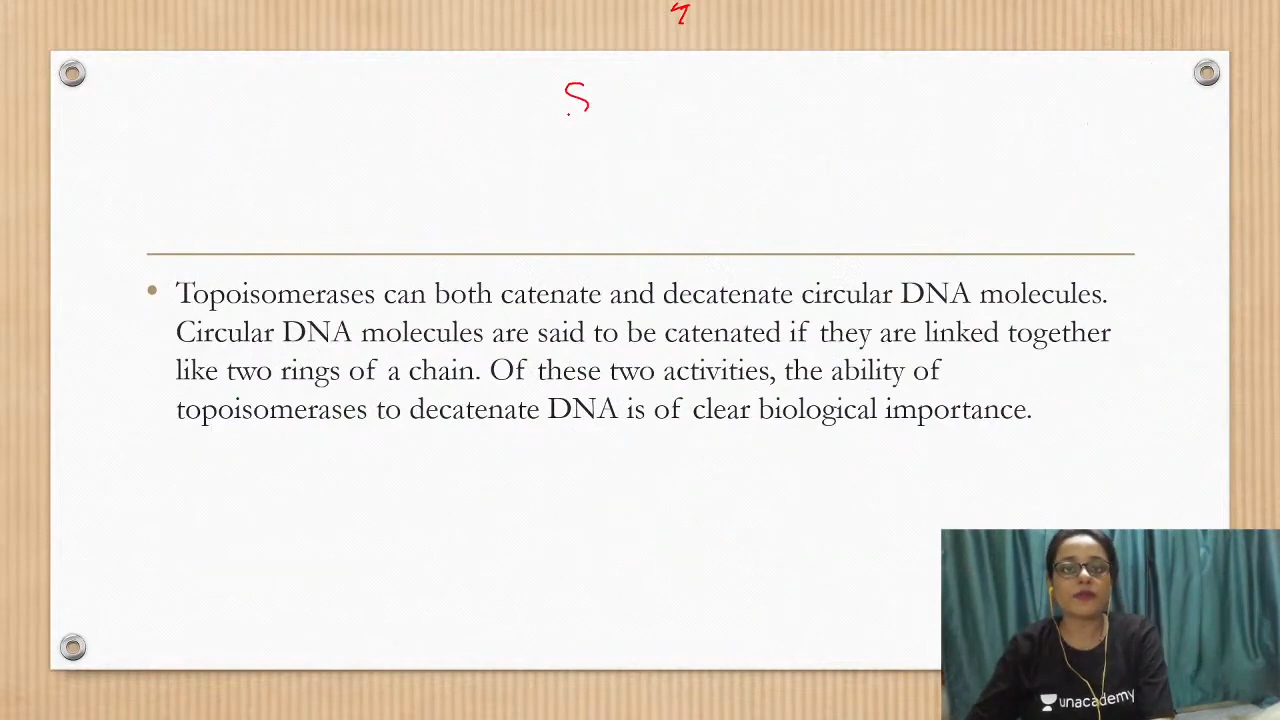 S
Topoisomerases can both catenate and decatenate circular DNA molecules.
Circular DNA molecules are said to be catenated if they are linked together
like two rings of a chain. Of these two activities, the ability of
topoisomerases to decatenate DNA is of clear biological importance.
unacademy